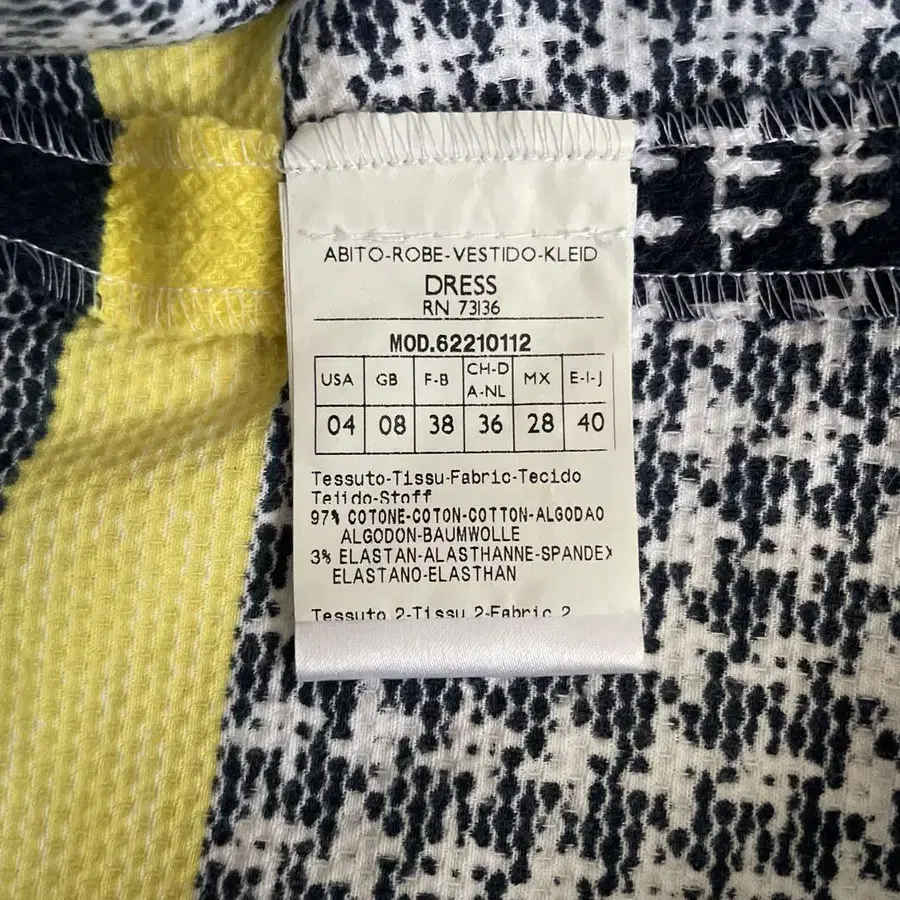 ABITO-ROBE-VESTIDO-KLEID
DRESS
RN 73136
MOD.62210112
USA GB F-B CH-D A-NL MX E-I-J
04 08 38 36 28 40
Tessuto-Tissu-Fabric-Tecido
Tejido-Stoff
97% COTONE-COTON-COTTON-ALGODAO
ALGODON-BAUMWOLLE
3% ELASTAN-ALASTHANNE-SPANDEX
ELASTANO-ELASTHAN
Tessuto 2-Tissu 2-Fabric 2